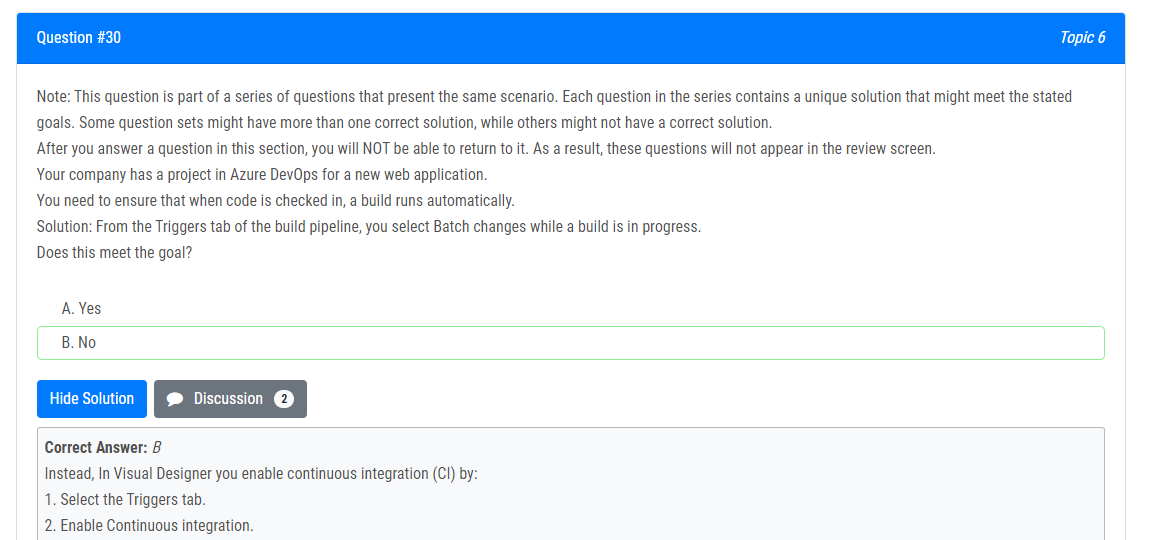 Question #30
Topic 6
Note: This question is part of a series of questions that present the same scenario. Each question in the series contains a unique solution that might meet the stated
goals. Some question sets might have more than one correct solution, while others might not have a correct solution.
After you answer a question in this section, you will NOT be able to return to it. As a result, these questions will not appear in the review screen.
Your company has a project in Azure DevOps for a new web application.
You need to ensure that when code is checked in, a build runs automatically.
Solution: From the Triggers tab of the build pipeline, you select Batch changes while a build is in progress.
Does this meet the goal?
A. Yes
B. No
Hide Solution
Discussion 2
Correct Answer: B
Instead, In Visual Designer you enable continuous integration (CI) by:
1. Select the Triggers tab.
2. Enable Continuous integration.